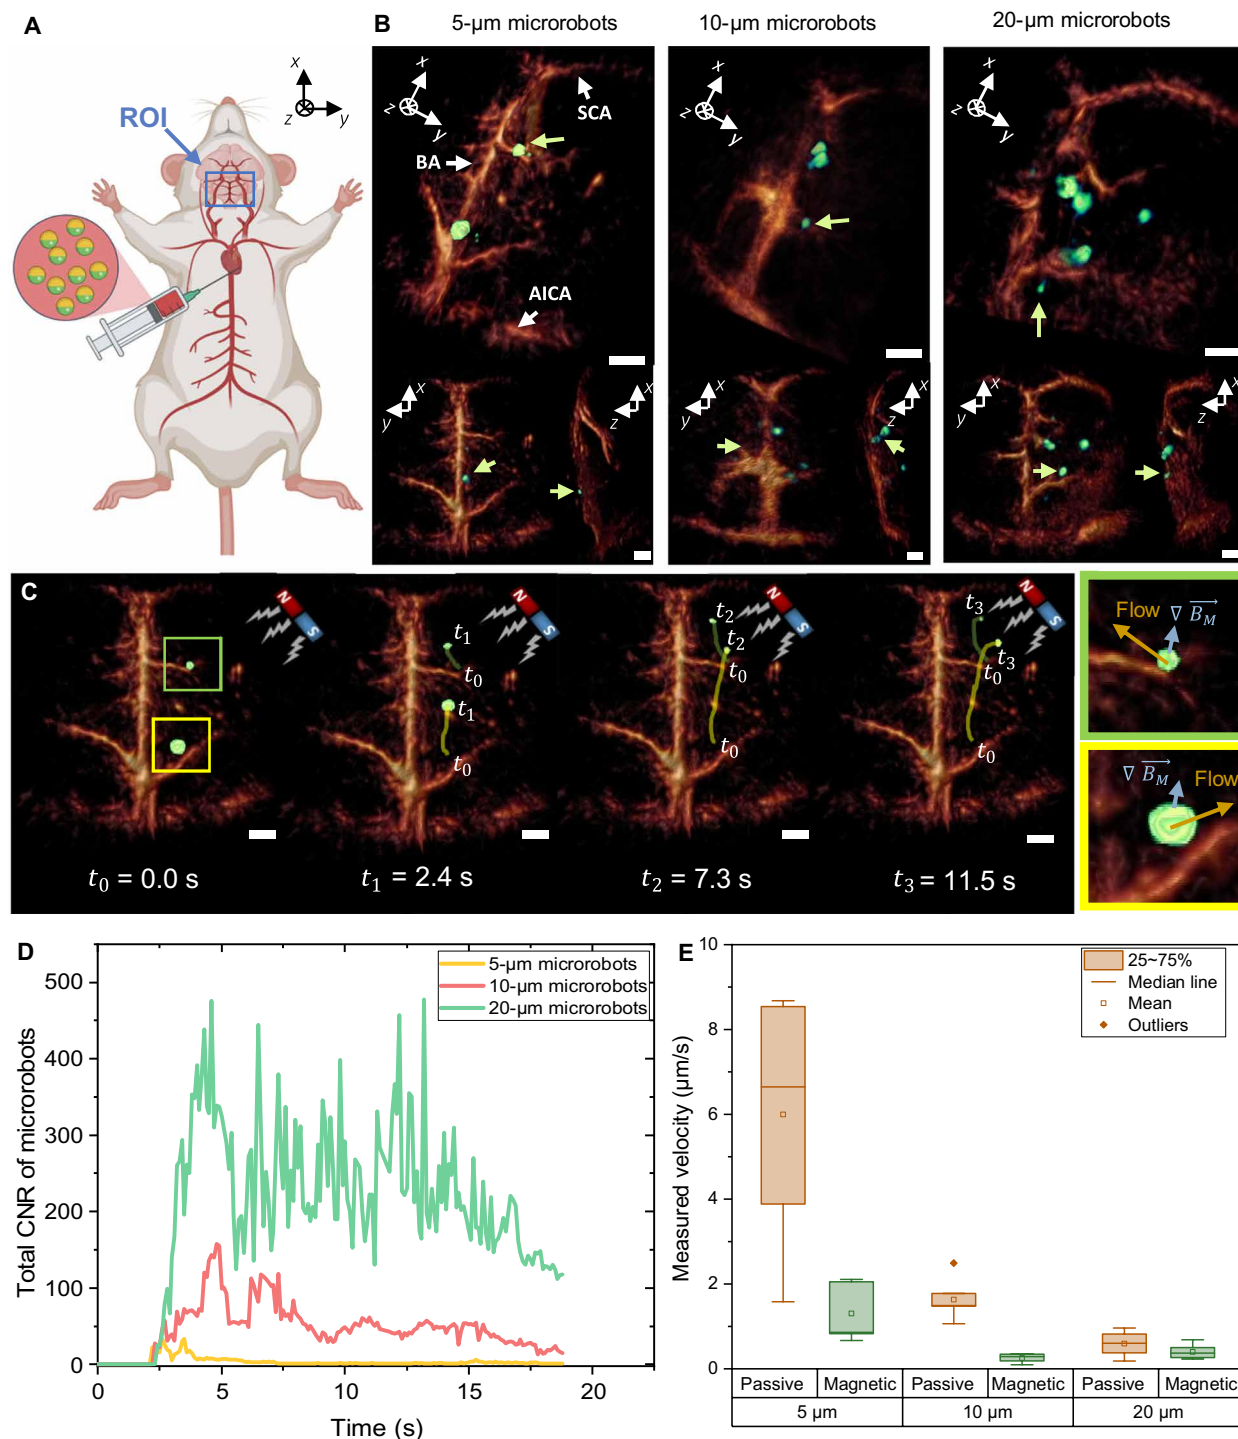 A
ROI
x
z
y
B
5-µm microrobots
10-µm microrobots
20-µm microrobots
x
z
y
SCA
BA
AICA
x
z
y
x
z
y
x
y
x
z
x
y
x
z
x
y
x
z
C
N
S
t₀ = 0.0 s
N
S
t₁
t₀
t₁
t₀
t₁ = 2.4 s
N
S
t₂
t₂
t₀
t₀
t₂ = 7.3 s
N
S
t₃
t₃
t₀
t₀
t₃ = 11.5 s
Flow
∇ B⃗_M
∇ B⃗_M
Flow
D
Total CNR of microrobots
500
400
300
200
100
0
5-µm microrobots
10-µm microrobots
20-µm microrobots
0 5 10 15 20
Time (s)
E
Measured velocity (µm/s)
10
8
6
4
2
0
25~75%
Median line
Mean
Outliers
Passive Magnetic Passive Magnetic Passive Magnetic
5 µm 10 µm 20 µm